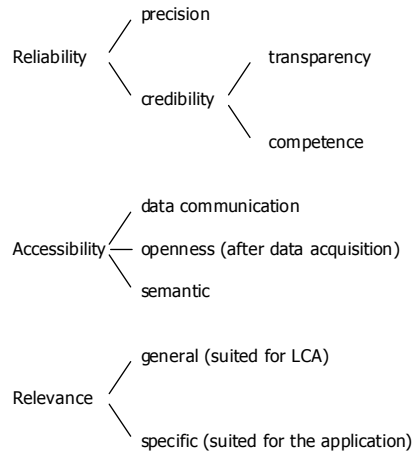 precision
Reliability
transparency
credibility
competence
data communication
Accessibility
openness (after data acquisition)
semantic
general (suited for LCA)
Relevance
specific (suited for the application)